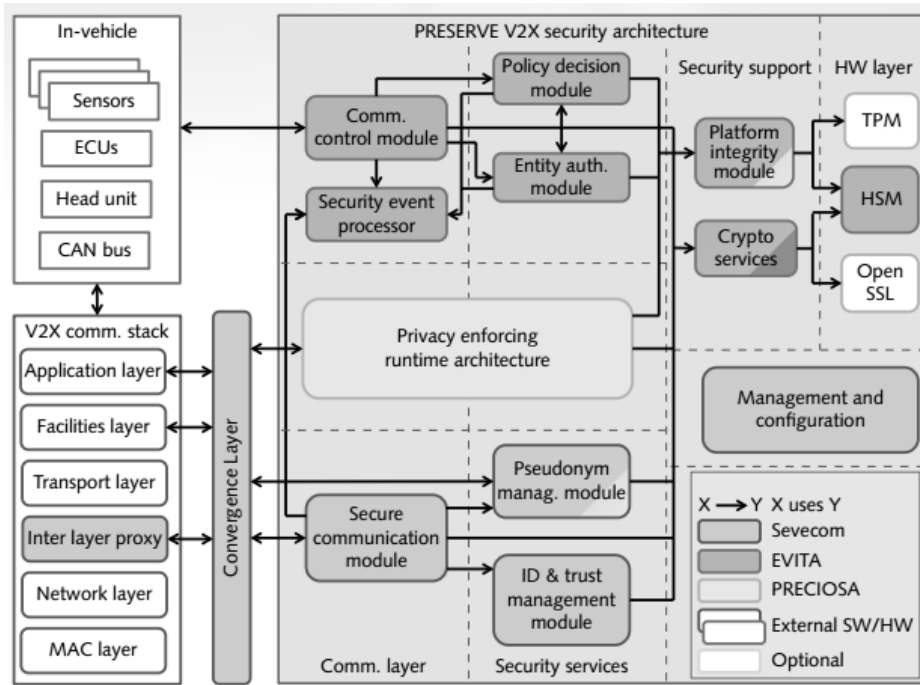 In-vehicle
Sensors
ECUs
Head unit
CAN bus
V2X comm. stack
Application layer
Facilities layer
Transport layer
Inter layer proxy
Network layer
MAC layer
Convergence Layer
PRESERVE V2X security architecture
Comm.
control module
Security event
processor
Policy decision
module
Entity auth.
module
Privacy enforcing
runtime architecture
Secure
communication
module
Pseudonym
manag. module
ID & trust
management
module
Comm. layer
Security services
Security support
Platform
integrity
module
Crypto
services
HW layer
TPM
HSM
Open
SSL
Management and
configuration
X Y X uses Y
Sevecom
EVITA
PRECIOSA
External SW/HW
Optional